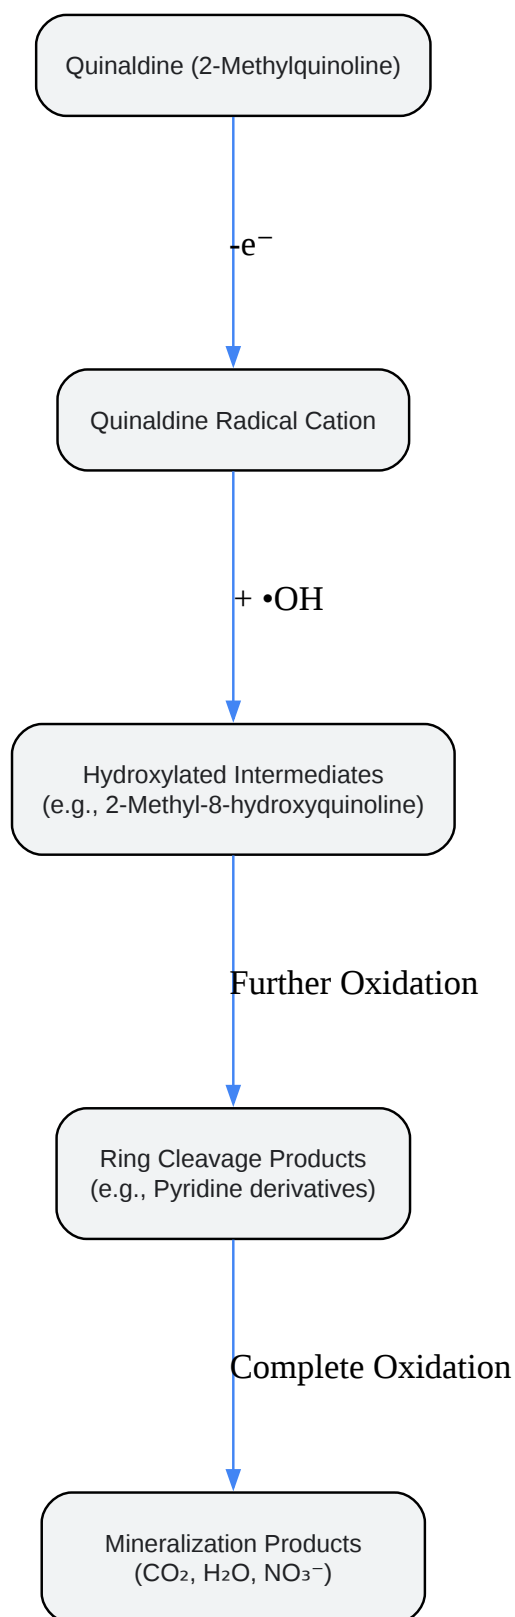 Quinaldine (2-Methylquinoline)
-e⁻
Quinaldine Radical Cation
+ •OH
Hydroxylated Intermediates
(e.g., 2-Methyl-8-hydroxyquinoline)
Further Oxidation
Ring Cleavage Products
(e.g., Pyridine derivatives)
Complete Oxidation
Mineralization Products
(CO₂, H₂O, NO₃⁻)